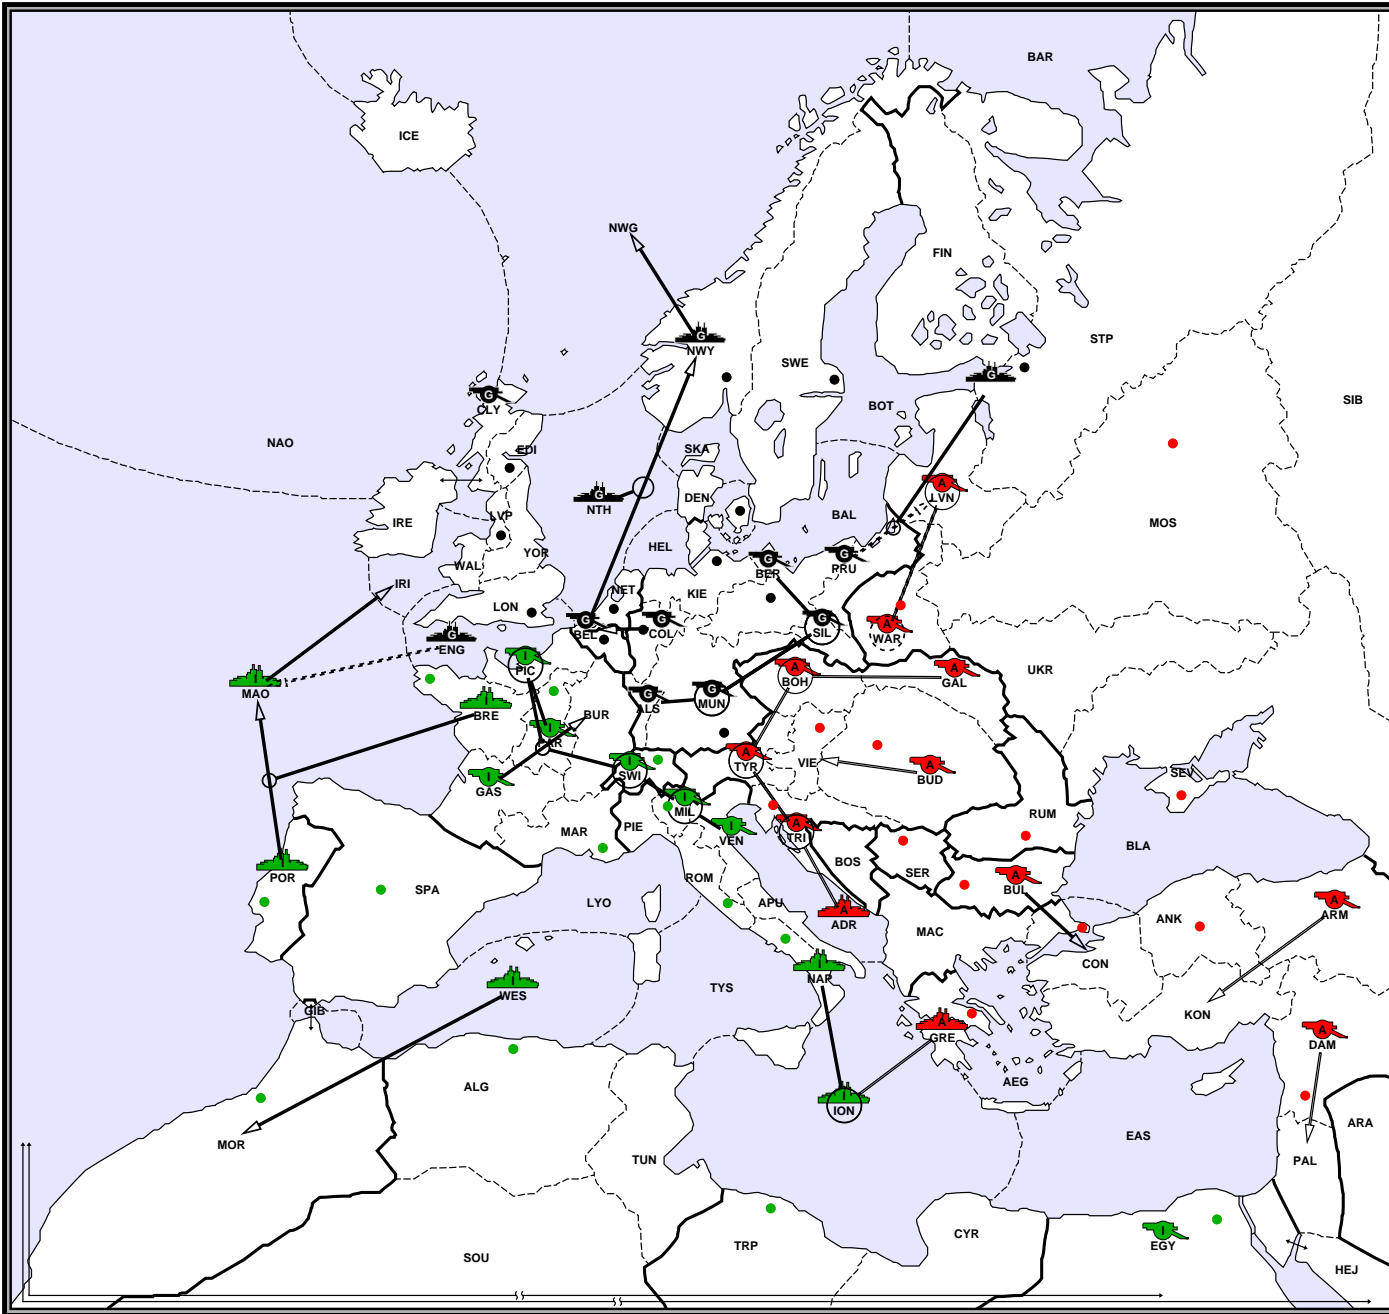 BAR
ICE
NWG
FIN
G
NWY
STP
SWE
G
SIB
G
CLY
BOT
NAO
EDI
SKA
A
LVN
G
NTH
DEN
LVP
BAL
MOS
IRE
YOR
HEL
G
BER
G
PRU
WAL
IRI
NET
KIE
LON
G
BEL
G
COL
G
SIL
A
WAR
G
ENG
I
PIC
A
BOH
A
GAL
UKR
I
MAO
I
BRE
G
ALS
G
MUN
BUR
I
PAR
A
TYR
VIE
A
BUD
I
SWI
SEV
I
GAS
I
MIL
RUM
MAR
PIE
I
VEN
A
TRI
BLA
I
POR
BOS
SER
A
BUL
SPA
ROM
APU
LYO
A
ADR
ANK
A
ARM
MAC
CON
I
WES
TYS
I
NAP
GIB
KON
A
GRE
A
DAM
AEG
ALG
I
ION
MOR
EAS
ARA
TUN
PAL
I
EGY
TRP
CYR
SOU
HEJ